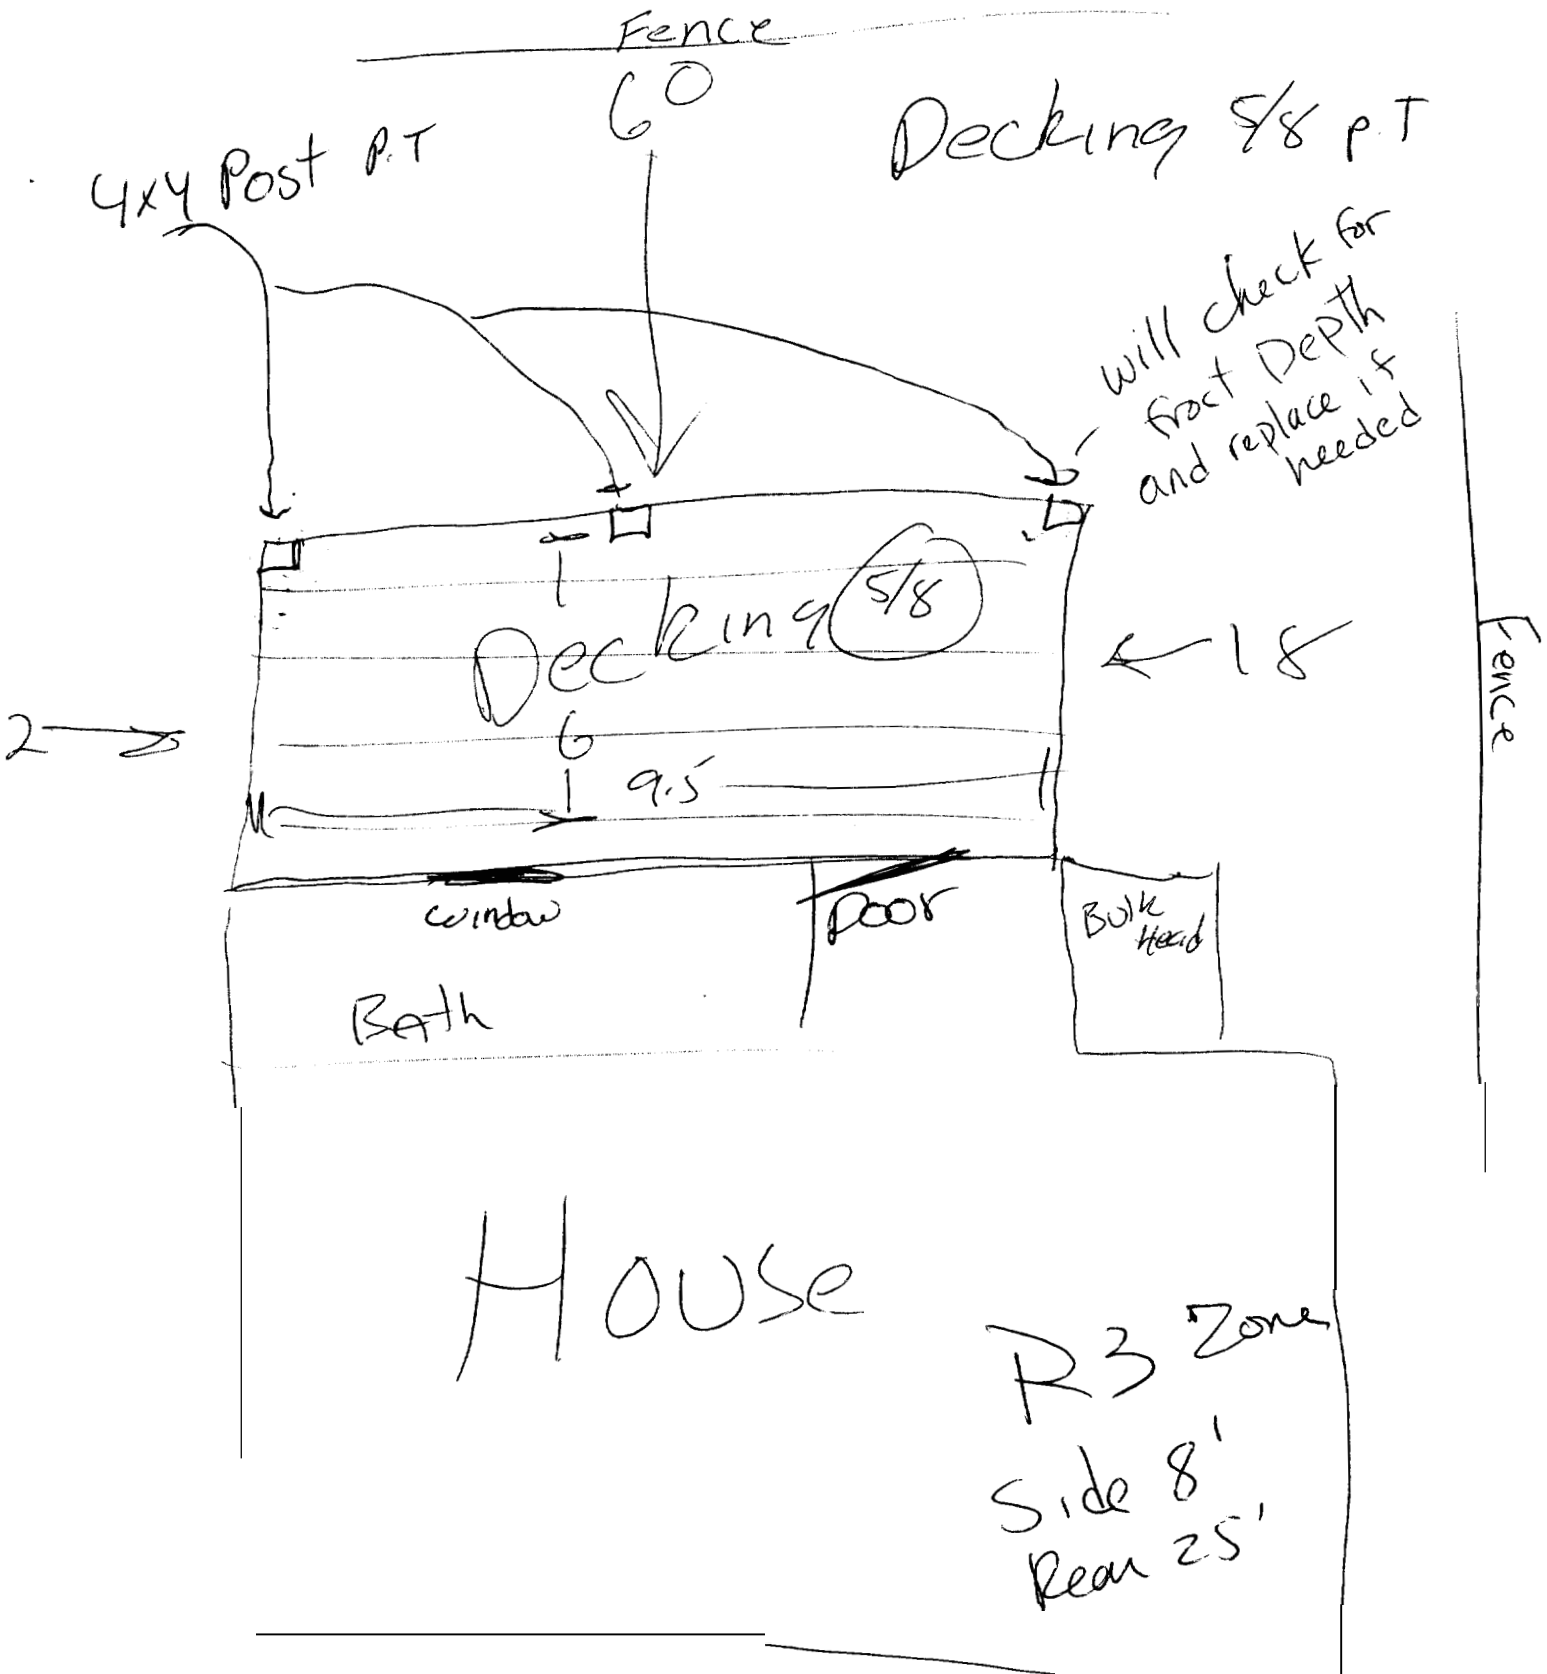 Fence
60
Decking 5/8 P.T
4x4 Post P.T
will check for
frost Depth
and replace if
needed
Decking 5/8
18
Fence
2
6
9.5
window
Door
Bulk
Head
Bath
House
R3 Zone
Side 8'
Rear 25'